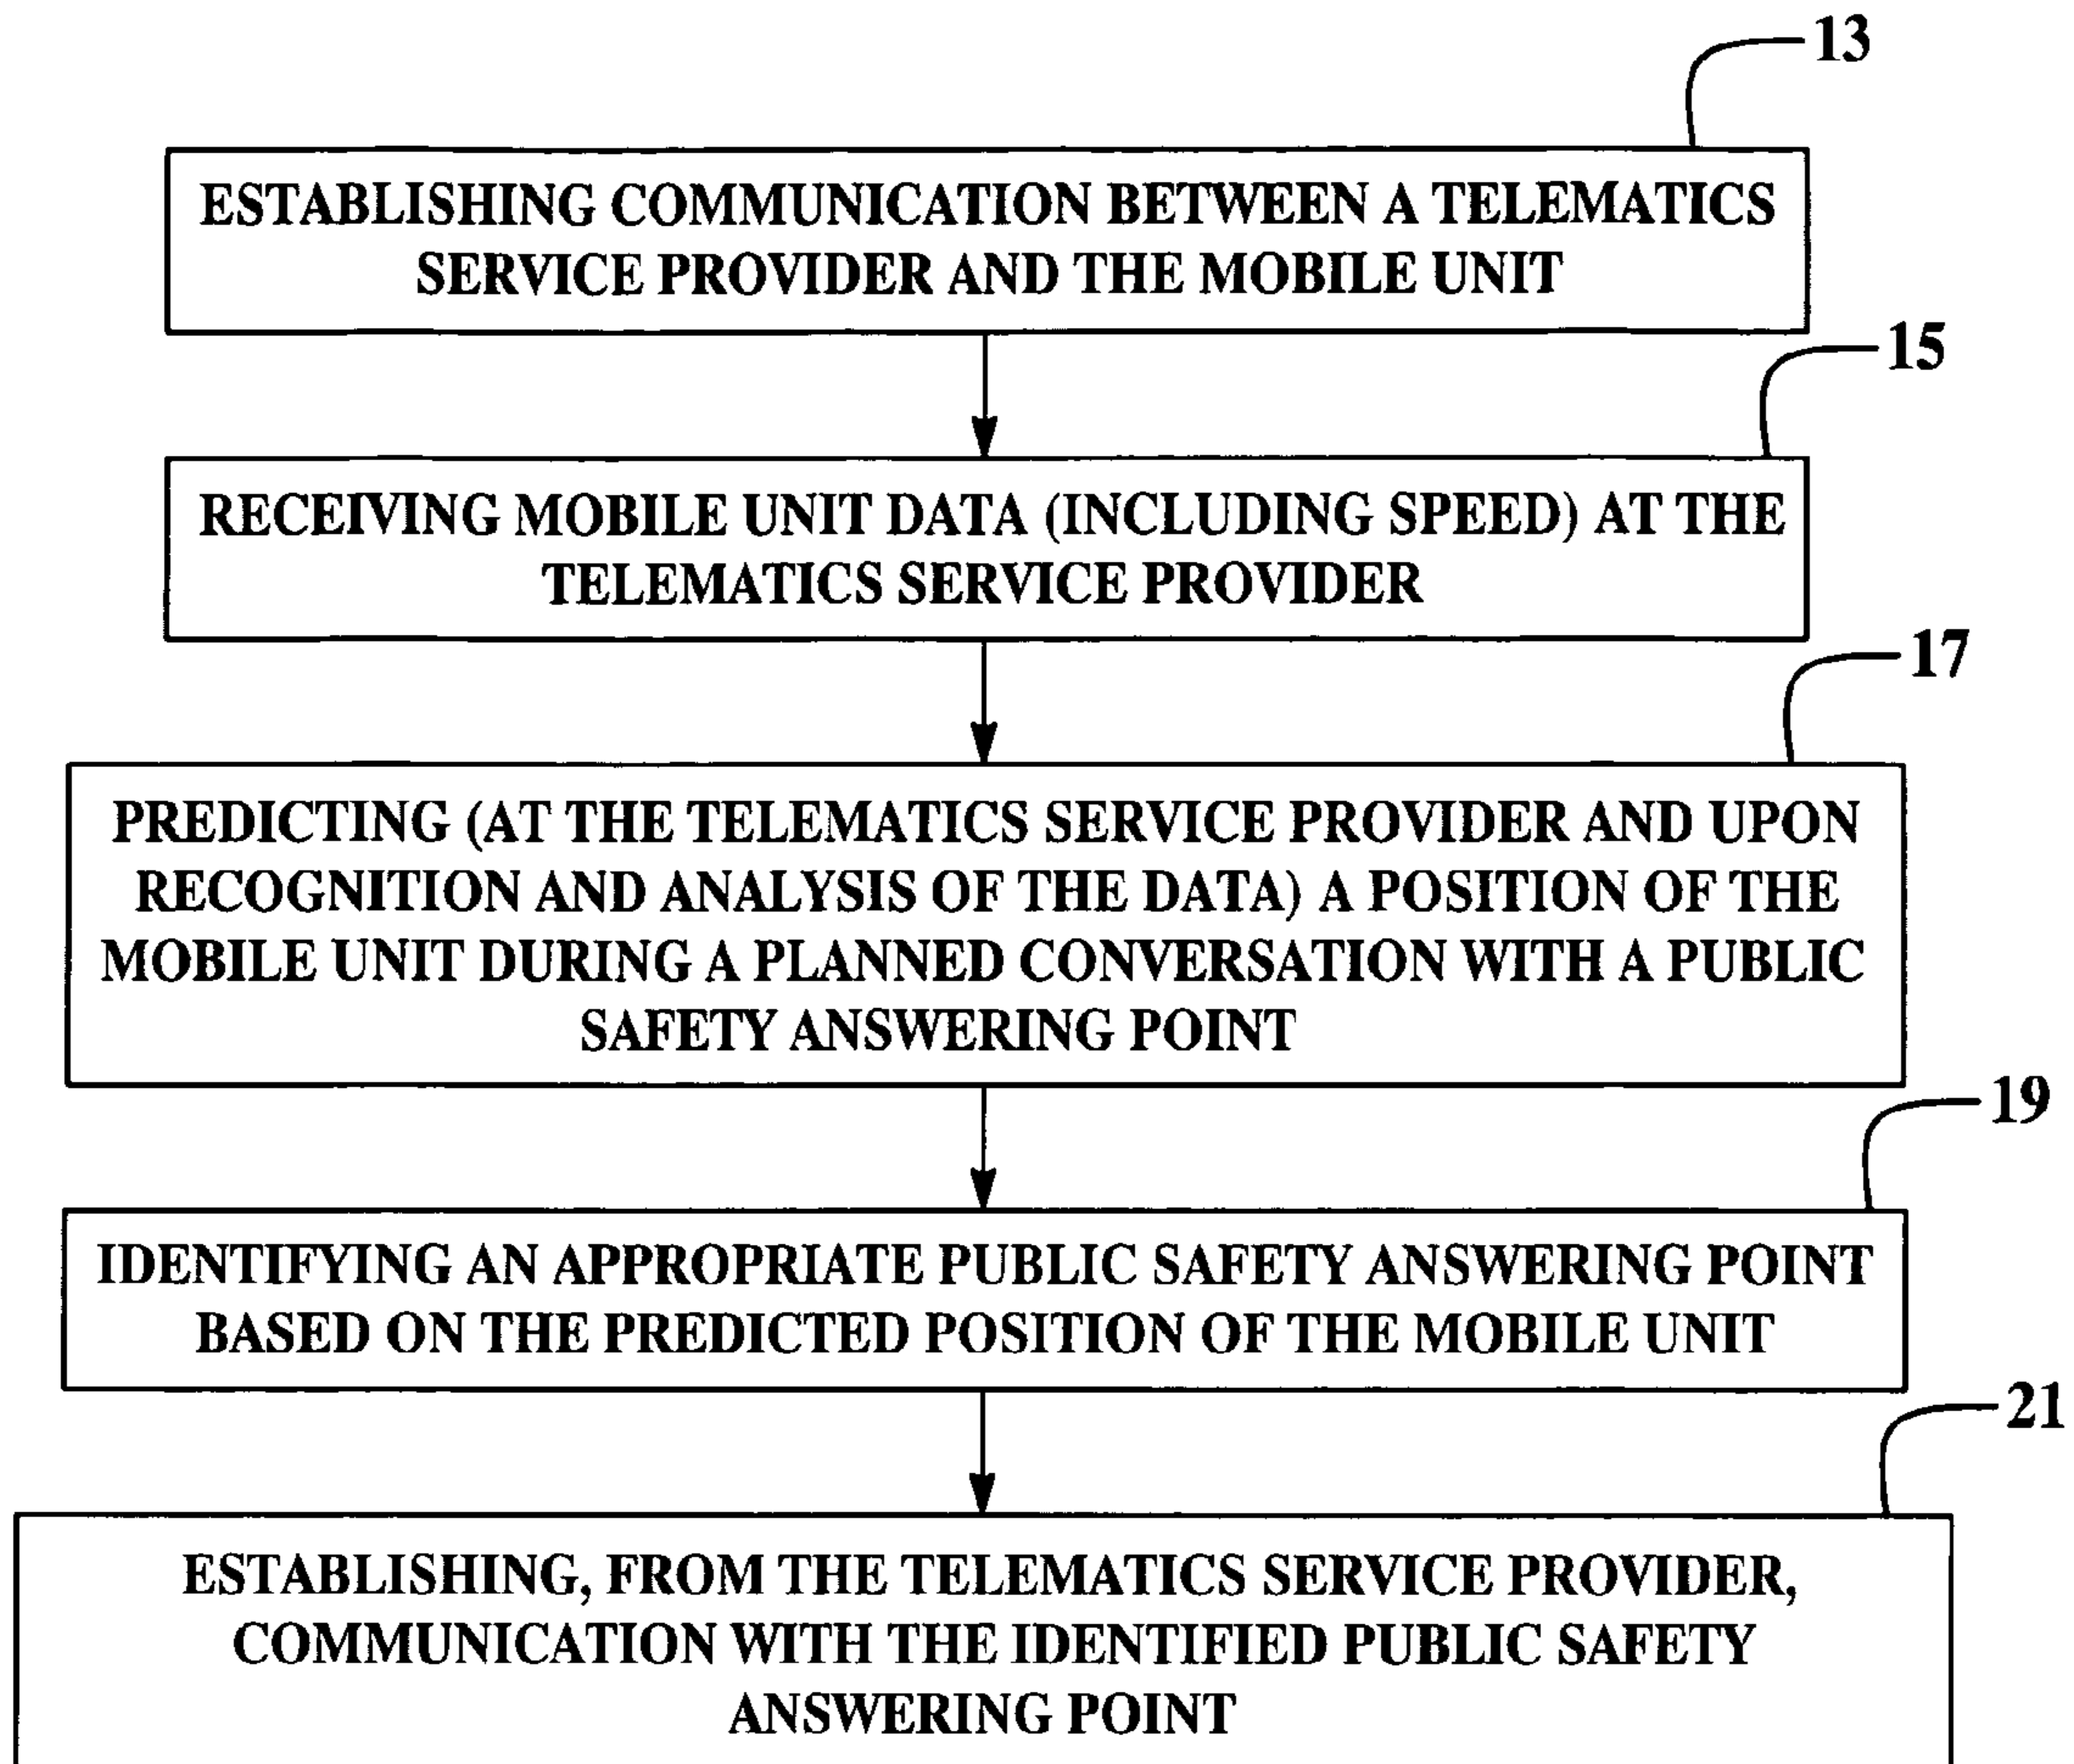 13
ESTABLISHING COMMUNICATION BETWEEN A TELEMATICS
SERVICE PROVIDER AND THE MOBILE UNIT
15
RECEIVING MOBILE UNIT DATA (INCLUDING SPEED) AT THE
TELEMATICS SERVICE PROVIDER
17
PREDICTING (AT THE TELEMATICS SERVICE PROVIDER AND UPON
RECOGNITION AND ANALYSIS OF THE DATA) A POSITION OF THE
MOBILE UNIT DURING A PLANNED CONVERSATION WITH A PUBLIC
SAFETY ANSWERING POINT
19
IDENTIFYING AN APPROPRIATE PUBLIC SAFETY ANSWERING POINT
BASED ON THE PREDICTED POSITION OF THE MOBILE UNIT
21
ESTABLISHING, FROM THE TELEMATICS SERVICE PROVIDER,
COMMUNICATION WITH THE IDENTIFIED PUBLIC SAFETY
ANSWERING POINT